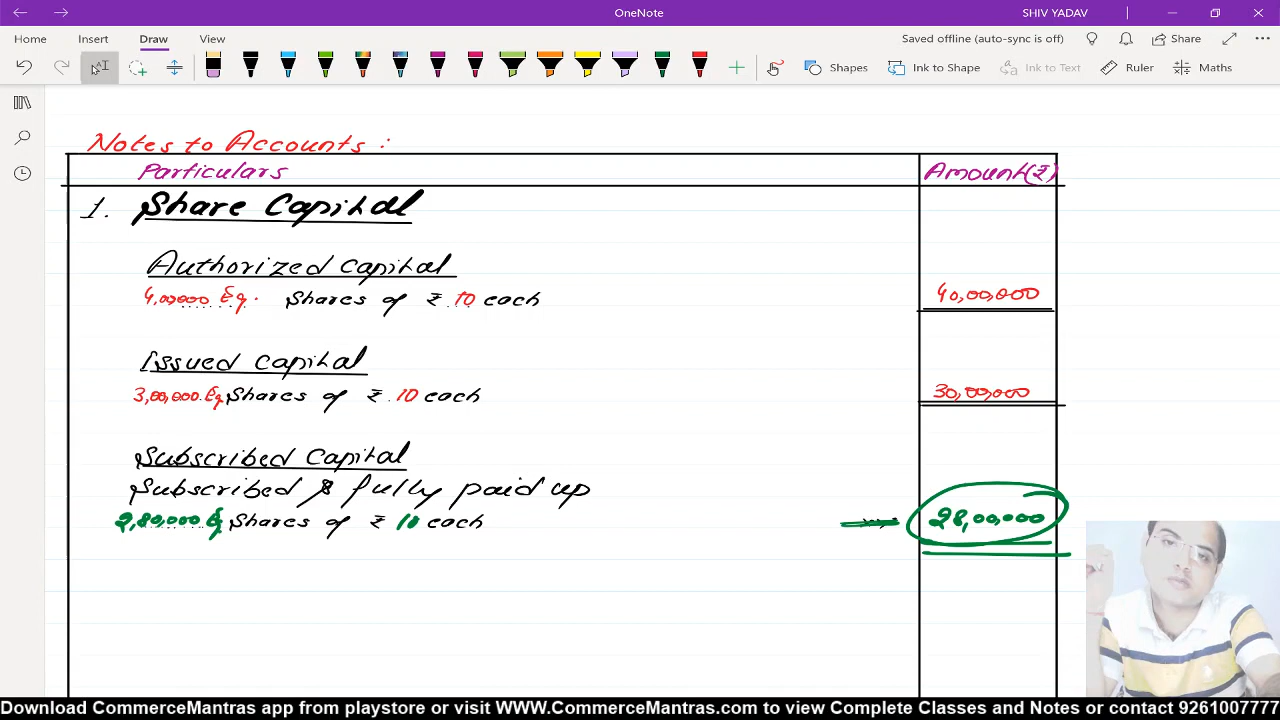 OneNote
SHIV YADAV
Home Insert Draw View
Saved offline (auto-sync is off)
Share
Shapes
Ink to Shape
Ink to Text
Ruler
Maths
Notes to Accounts :
Particulars Amount(₹)
1. Share Capital
Authorized Capital
4,00,000 Eq. Shares of ₹ 10 each 40,00,000
Issued Capital
3,00,000 Eq Shares of ₹ 10 each 30,00,000
Subscribed Capital
Subscribed & fully paid up
2,80,000 Eq Shares of ₹ 10 each 28,00,000
Download CommerceMantras app from playstore or visit WWW.CommerceMantras.com to view Complete Classes and Notes or contact 9261007777